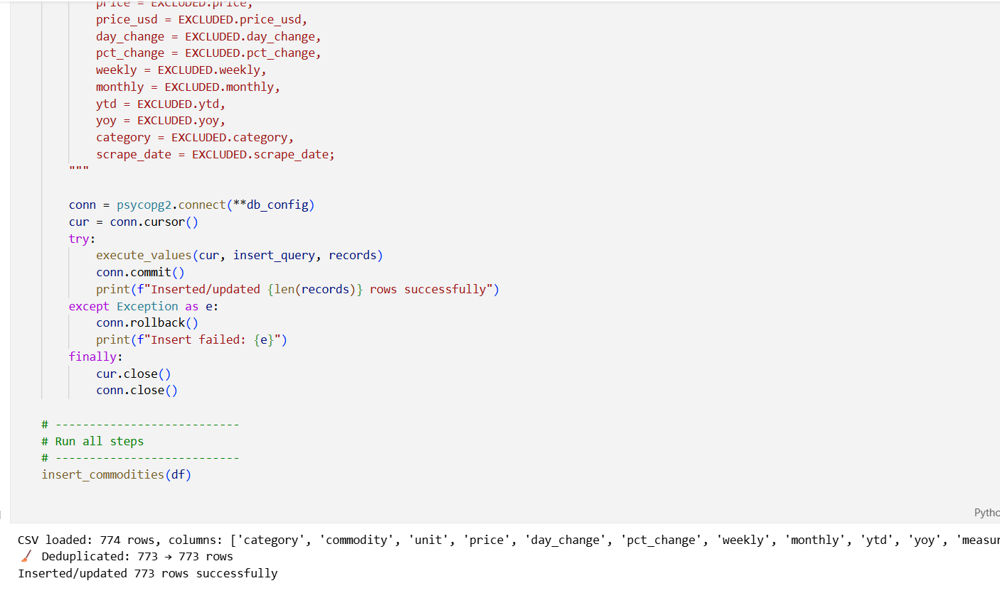 price = EXCLUDED.price,
price_usd = EXCLUDED.price_usd,
day_change = EXCLUDED.day_change,
pct_change = EXCLUDED.pct_change,
weekly = EXCLUDED.weekly,
monthly = EXCLUDED.monthly,
ytd = EXCLUDED.ytd,
yoy = EXCLUDED.yoy,
category = EXCLUDED.category,
scrape_date = EXCLUDED.scrape_date;
"""
conn = psycopg2.connect(**db_config)
cur = conn.cursor()
try:
execute_values(cur, insert_query, records)
conn.commit()
print(f"Inserted/updated {len(records)} rows successfully")
except Exception as e:
conn.rollback()
print(f"Insert failed: {e}")
finally:
cur.close()
conn.close()
# ---------------------------
# Run all steps
# ---------------------------
insert_commodities(df)
Pytho
CSV loaded: 774 rows, columns: ['category', 'commodity', 'unit', 'price', 'day_change', 'pct_change', 'weekly', 'monthly', 'ytd', 'yoy', 'measur
🧹 Deduplicated: 773 → 773 rows
Inserted/updated 773 rows successfully